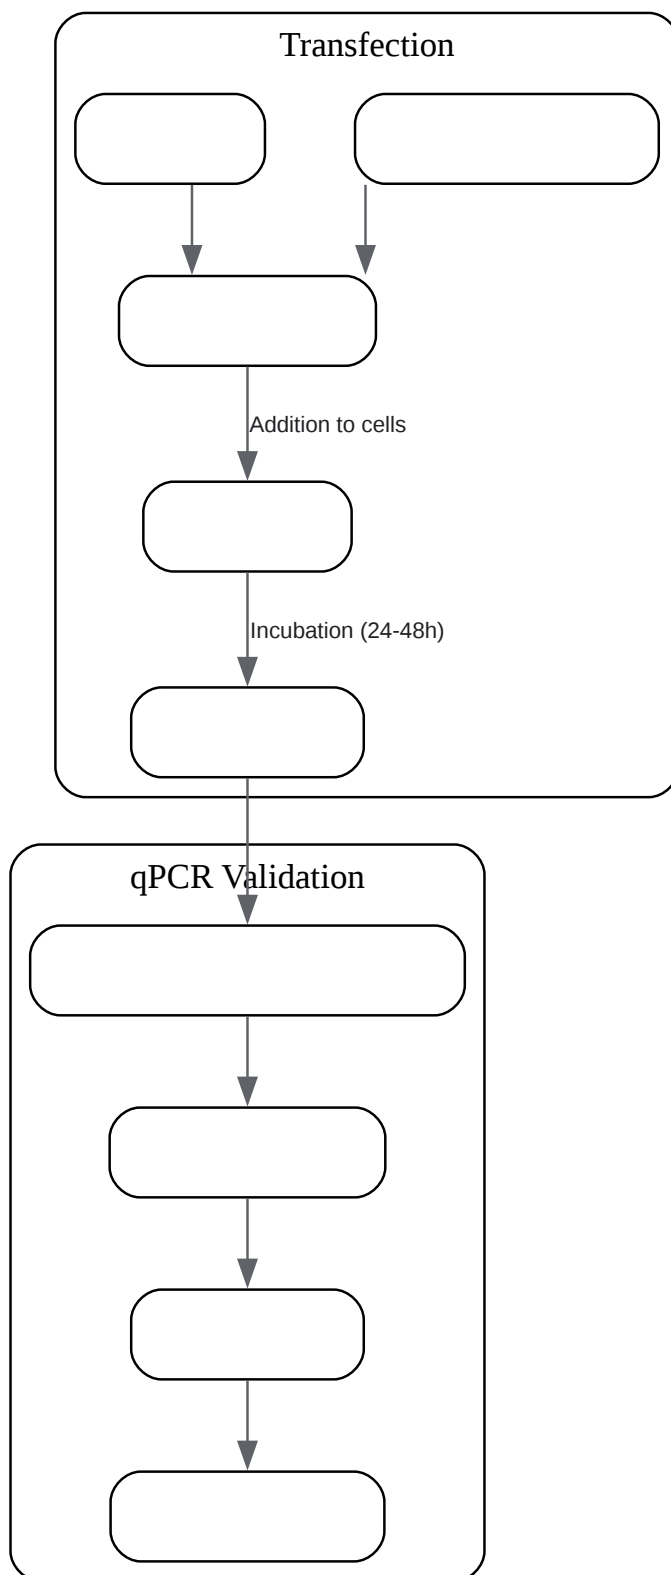 Transfection
Addition to cells
Incubation (24-48h)
qPCR Validation